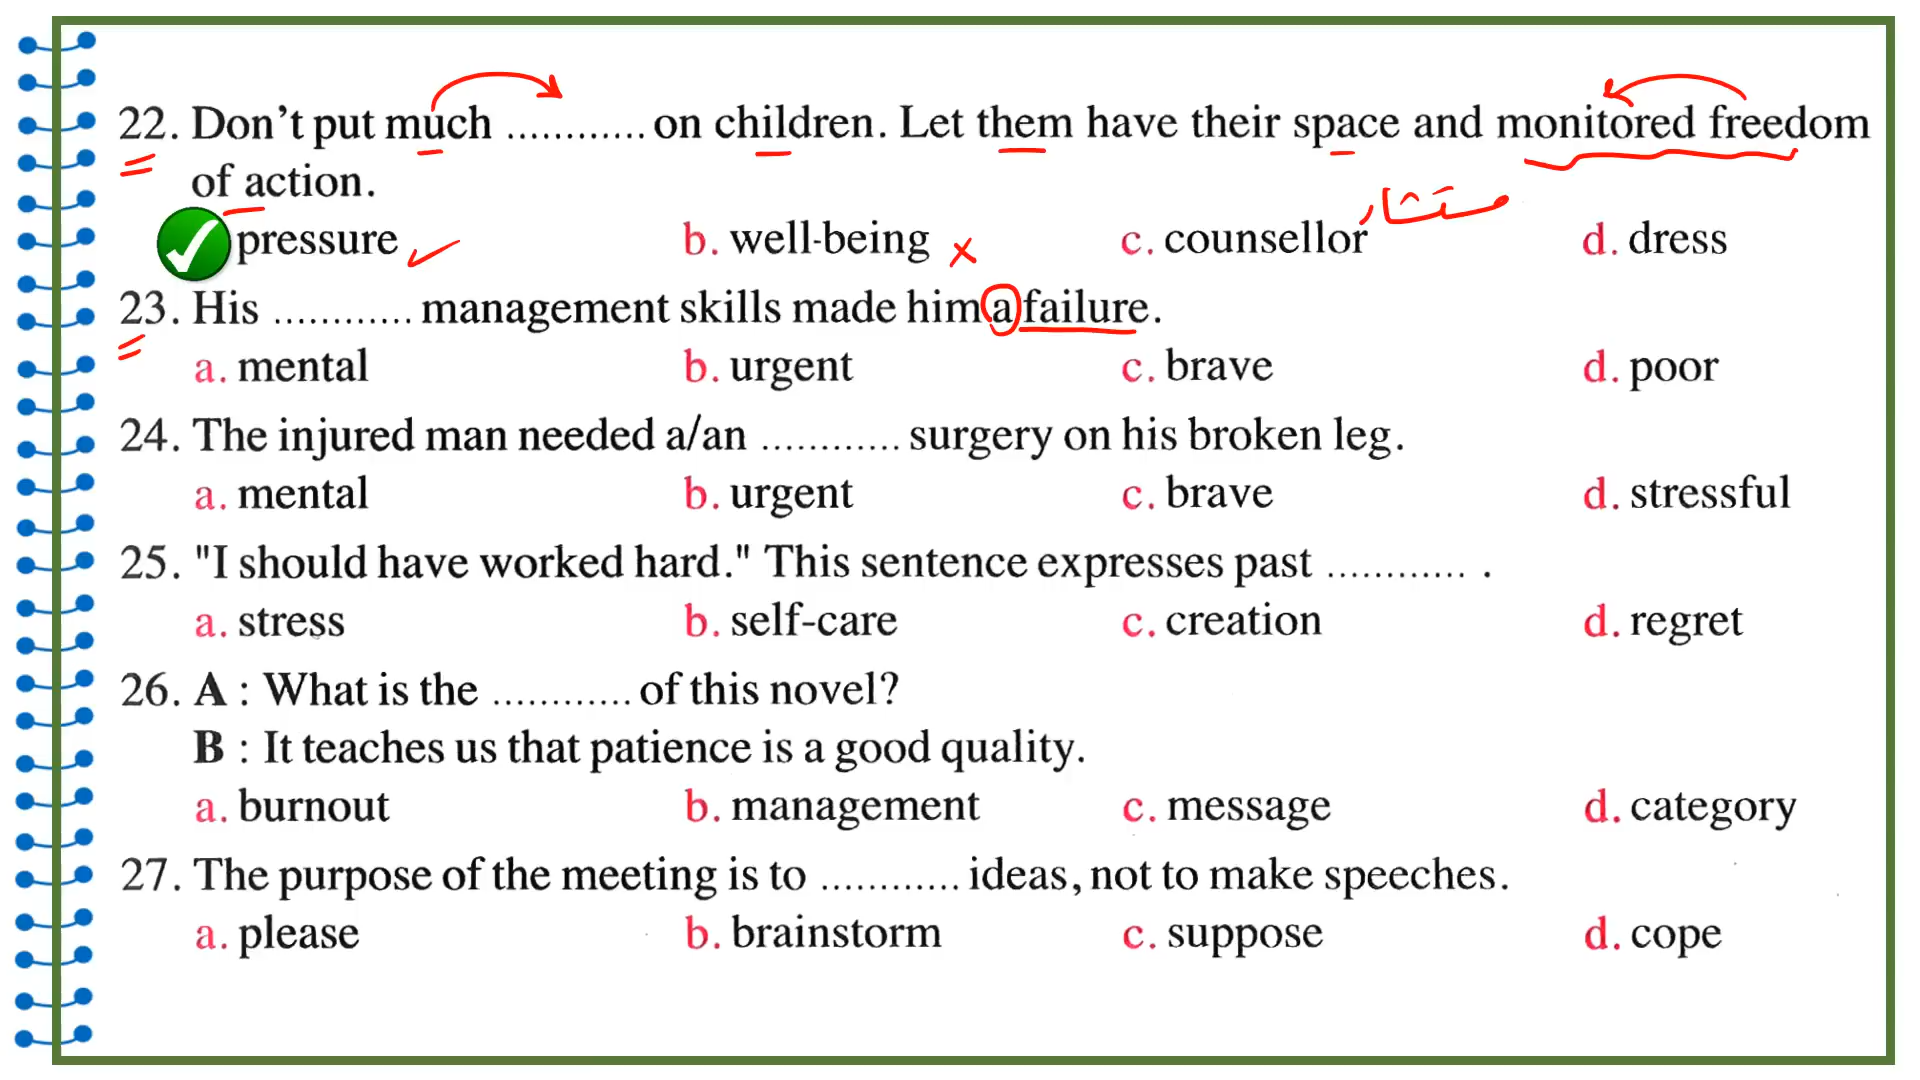 22. Don't put much ............ on children. Let them have their space and monitored freedom
of action.
pressure b. well-being c. counsellor مستشار d. dress
23. His ............ management skills made him a failure.
a. mental b. urgent c. brave d. poor
24. The injured man needed a/an ............ surgery on his broken leg.
a. mental b. urgent c. brave d. stressful
25. "I should have worked hard." This sentence expresses past ............ .
a. stress b. self-care c. creation d. regret
26. A : What is the ............ of this novel?
B : It teaches us that patience is a good quality.
a. burnout b. management c. message d. category
27. The purpose of the meeting is to ............ ideas, not to make speeches.
a. please b. brainstorm c. suppose d. cope